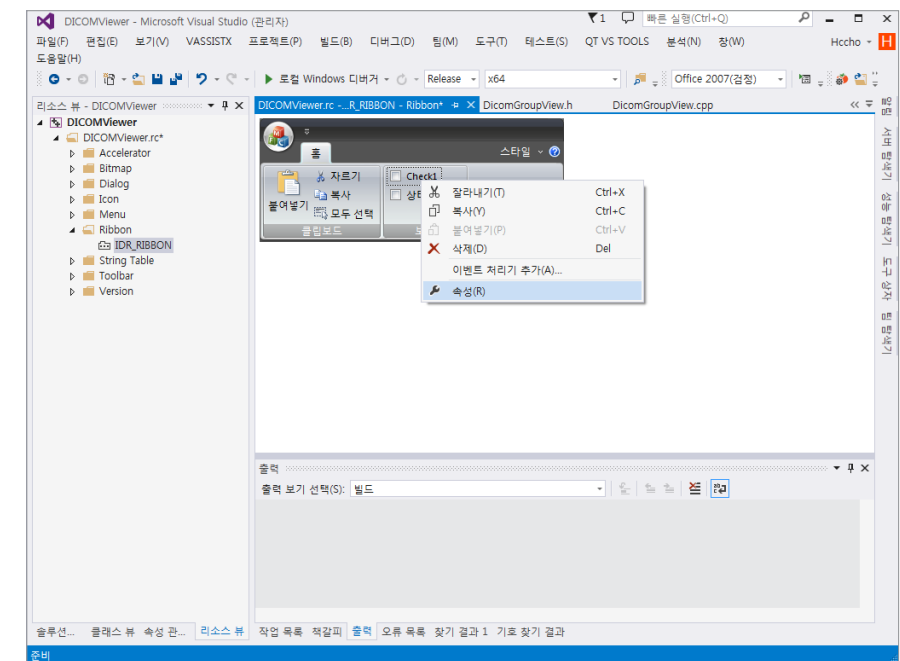 DICOMViewer - Microsoft Visual Studio (관리자)
1
빠른 실행(Ctrl+Q)
파일(F) 편집(E) 보기(V) VASSISTX 프로젝트(P) 빌드(B) 디버그(D) 팀(M) 도구(T) 테스트(S) QT VS TOOLS 분석(N) 창(W) Hccho H
도움말(H)
로컬 Windows 디버거 Release x64 Office 2007(검정)
리소스 뷰 - DICOMViewer
DICOMViewer.rc -...R_RIBBON - Ribbon* DicomGroupView.h DicomGroupView.cpp
DICOMViewer
DICOMViewer.rc*
Accelerator
Bitmap
Dialog
Icon
Menu
Ribbon
IDR_RIBBON
String Table
Toolbar
Version
홈
스타일
붙여넣기
자르기
복사
모두 선택
클립보드
Check1
잘라내기(T) Ctrl+X
복사(Y) Ctrl+C
붙여넣기(P) Ctrl+V
삭제(D) Del
이벤트 처리기 추가(A)...
속성(R)
서버 탐색기
성능 탐색기
도구 상자
팀 탐색기
출력
출력 보기 선택(S): 빌드
솔루션... 클래스 뷰 속성 관... 리소스 뷰
작업 목록 책갈피 출력 오류 목록 찾기 결과 1 기호 찾기 결과
준비